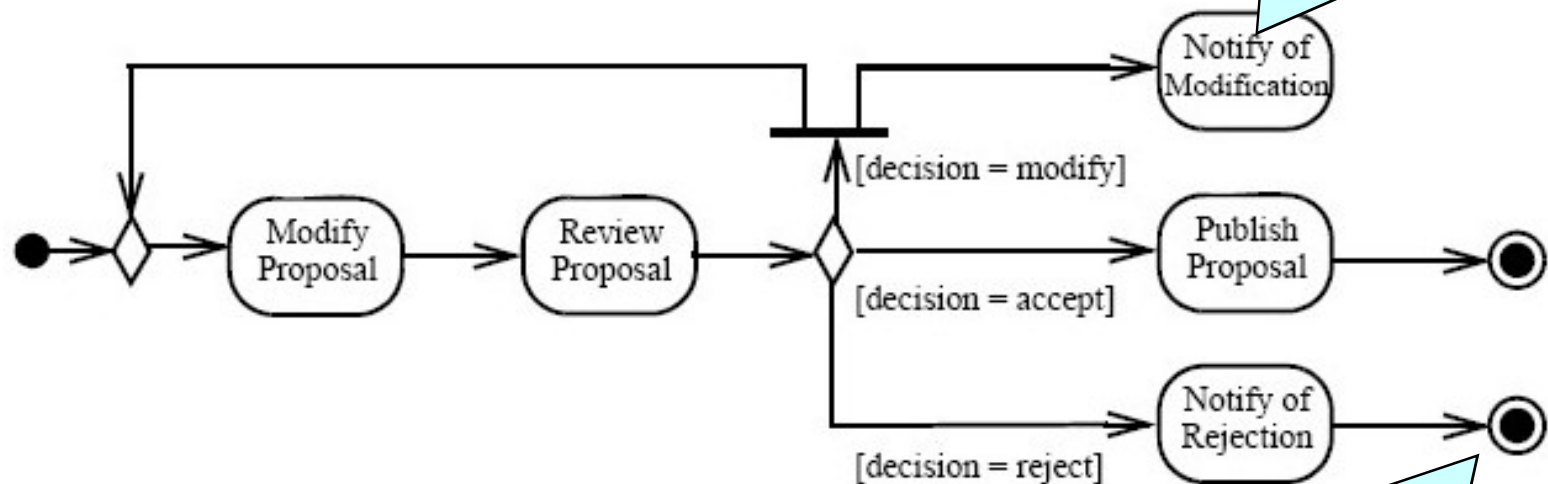 Notify of
Modification
[decision = modify]
Modify
Proposal
Review
Proposal
Publish
Proposal
[decision = accept]
Notify of
Rejection
[decision = reject]